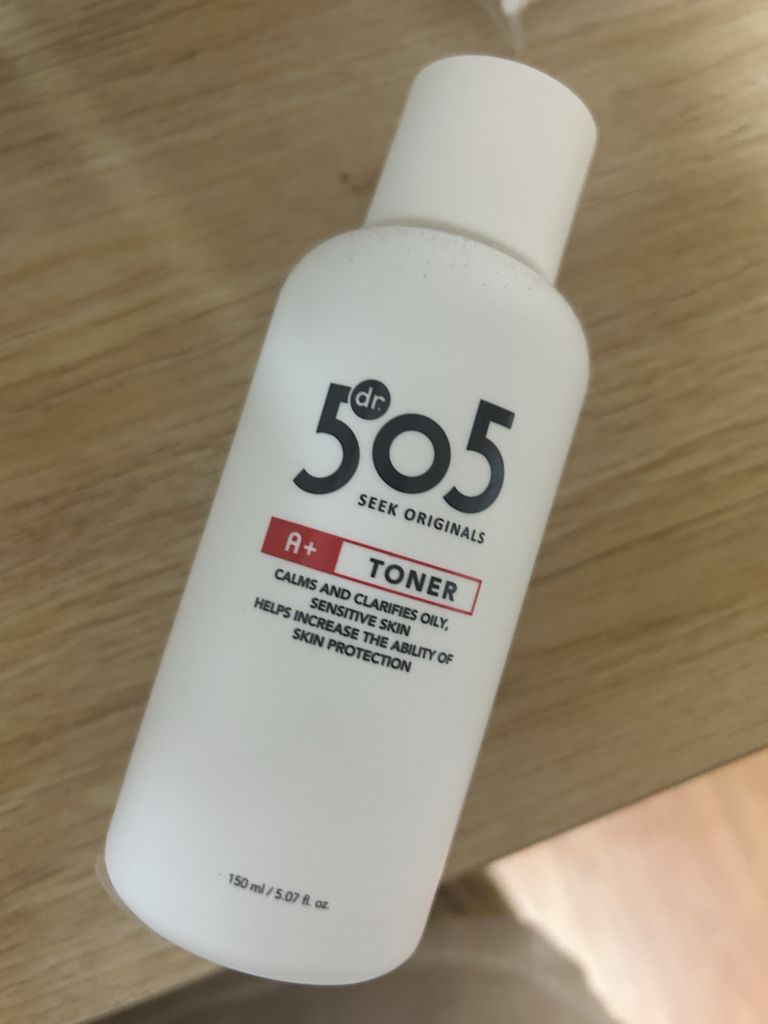 dr.
505
SEEK ORIGINALS
A+ TONER
CALMS AND CLARIFIES OILY,
SENSITIVE SKIN
HELPS INCREASE THE ABILITY OF
SKIN PROTECTION
150 ml / 5.07 fl. oz.